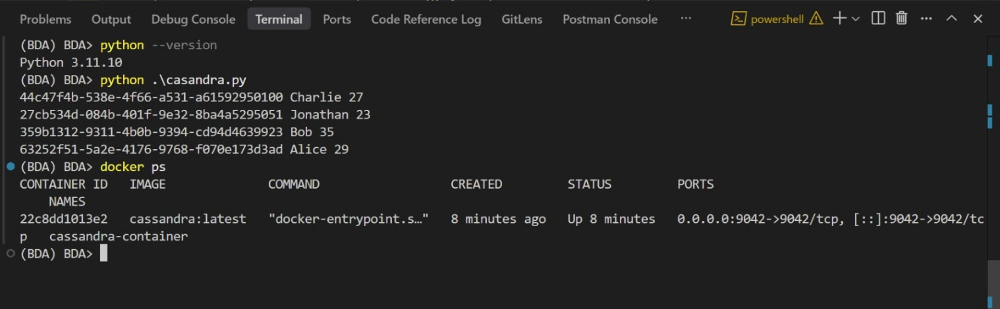 Problems Output Debug Console Terminal Ports Code Reference Log GitLens Postman Console ··· powershell
(BDA) BDA> python --version
Python 3.11.10
(BDA) BDA> python .\casandra.py
44c47f4b-538e-4f66-a531-a61592950100 Charlie 27
27cb534d-084b-401f-9e32-8ba4a5295051 Jonathan 23
359b1312-9311-4b0b-9394-cd94d4639923 Bob 35
63252f51-5a2e-4176-9768-f070e173d3ad Alice 29
(BDA) BDA> docker ps
CONTAINER ID   IMAGE              COMMAND                  CREATED         STATUS         PORTS
    NAMES
22c8dd1013e2   cassandra:latest   "docker-entrypoint.s…"   8 minutes ago   Up 8 minutes   0.0.0.0:9042->9042/tcp, [::]:9042->9042/tc
p   cassandra-container
(BDA) BDA>